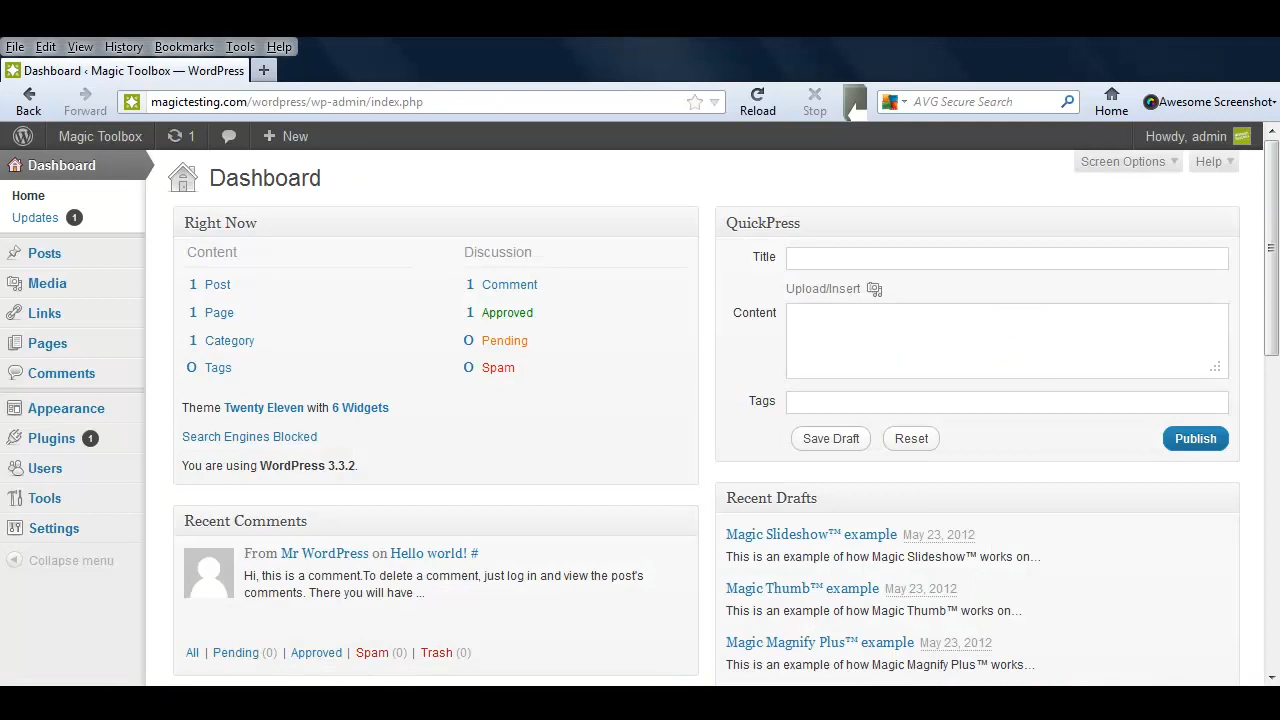 File Edit View History Bookmarks Tools Help
Dashboard ‹ Magic Toolbox — WordPress
Back Forward magictesting.com/wordpress/wp-admin/index.php Reload Stop AVG Secure Search Home Awesome Screenshot
Magic Toolbox 1 New Howdy, admin
Dashboard
Home
Updates 1
Posts
Media
Links
Pages
Comments
Appearance
Plugins 1
Users
Tools
Settings
Collapse menu
Screen Options Help
Dashboard
Right Now
Content Discussion
1 Post 1 Comment
1 Page 1 Approved
1 Category 0 Pending
0 Tags 0 Spam
Theme Twenty Eleven with 6 Widgets
Search Engines Blocked
You are using WordPress 3.3.2.
Recent Comments
From Mr WordPress on Hello world! #
Hi, this is a comment.To delete a comment, just log in and view the post's
comments. There you will have ...
All | Pending (0) | Approved | Spam (0) | Trash (0)
QuickPress
Title
Upload/Insert
Content
Tags
Save Draft Reset Publish
Recent Drafts
Magic Slideshow™ example May 23, 2012
This is an example of how Magic Slideshow™ works on…
Magic Thumb™ example May 23, 2012
This is an example of how Magic Thumb™ works on…
Magic Magnify Plus™ example May 23, 2012
This is an example of how Magic Magnify Plus™ works…